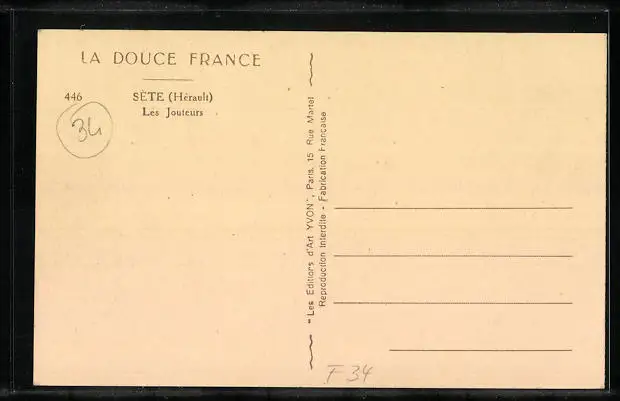 LA DOUCE FRANCE
446 SÈTE (Hérault)
Les Jouteurs
34
"Les Editions d'Art YVON", Paris, 15 Rue Martel
Reproduction Interdite - Fabrication Française
F 34